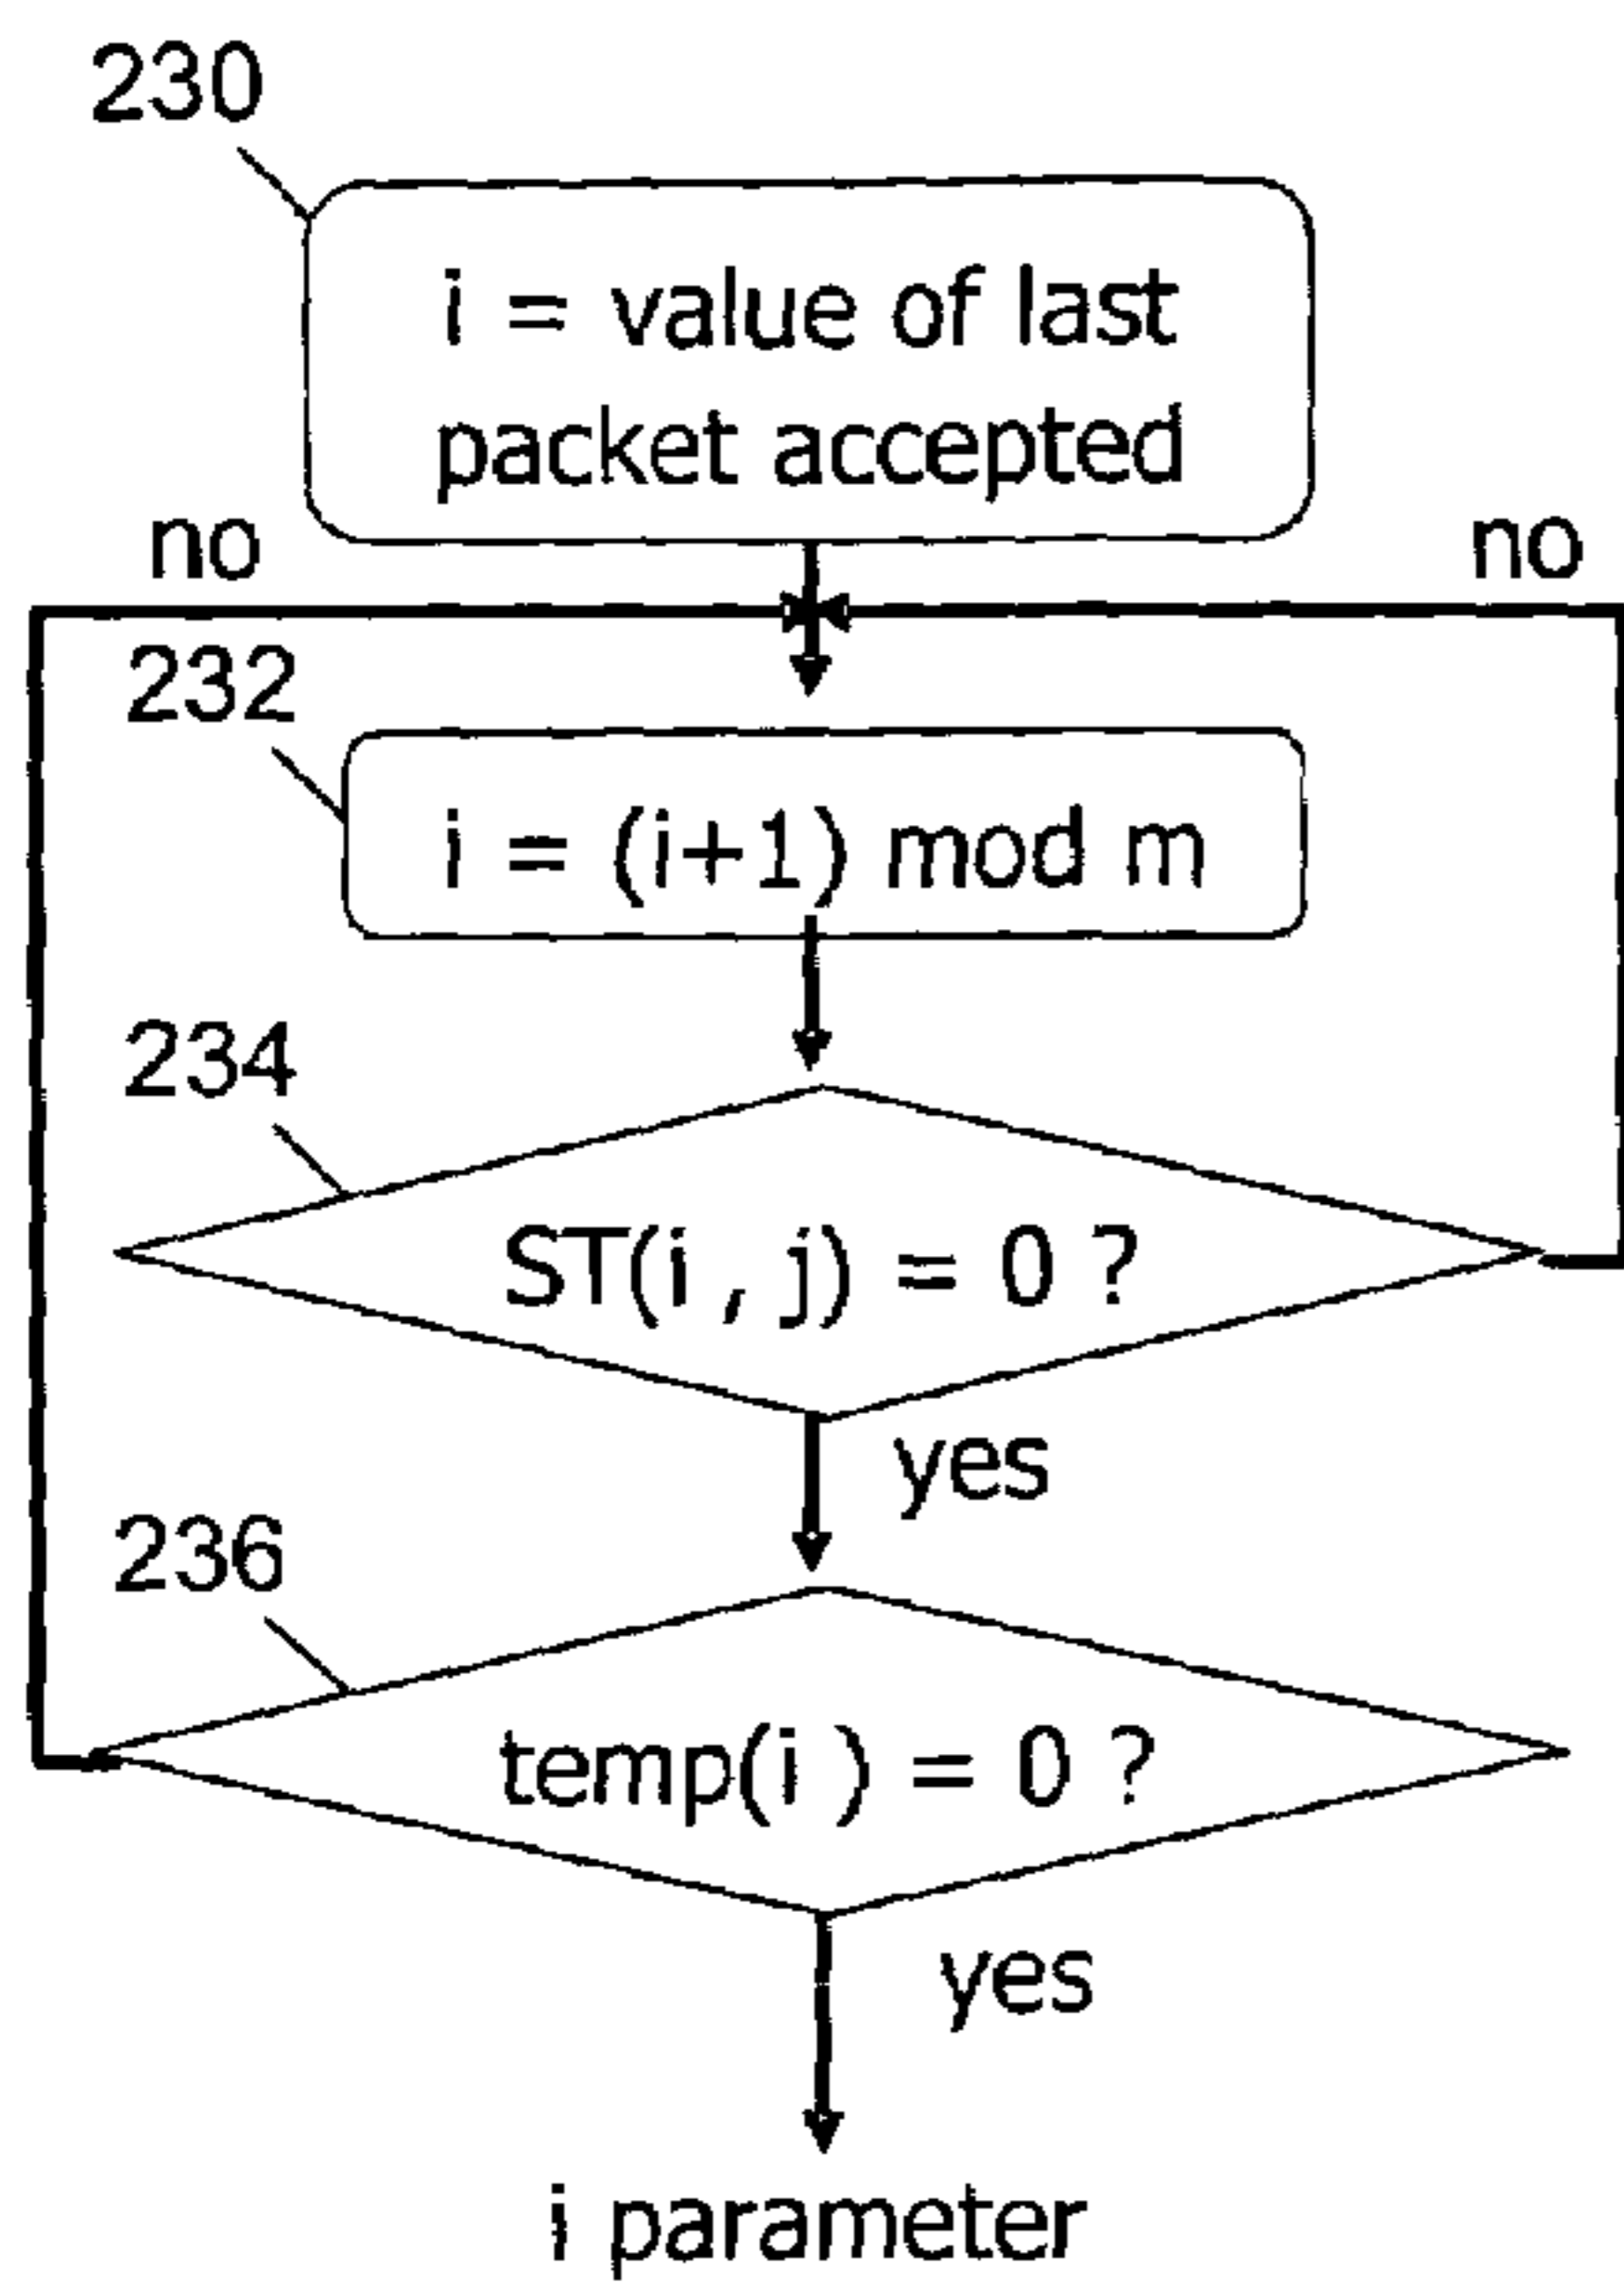 230
i = value of last
packet accepted
no
no
232
i = (i+1) mod m
234
ST(i , j) = 0 ?
yes
236
temp(i ) = 0 ?
yes
i parameter